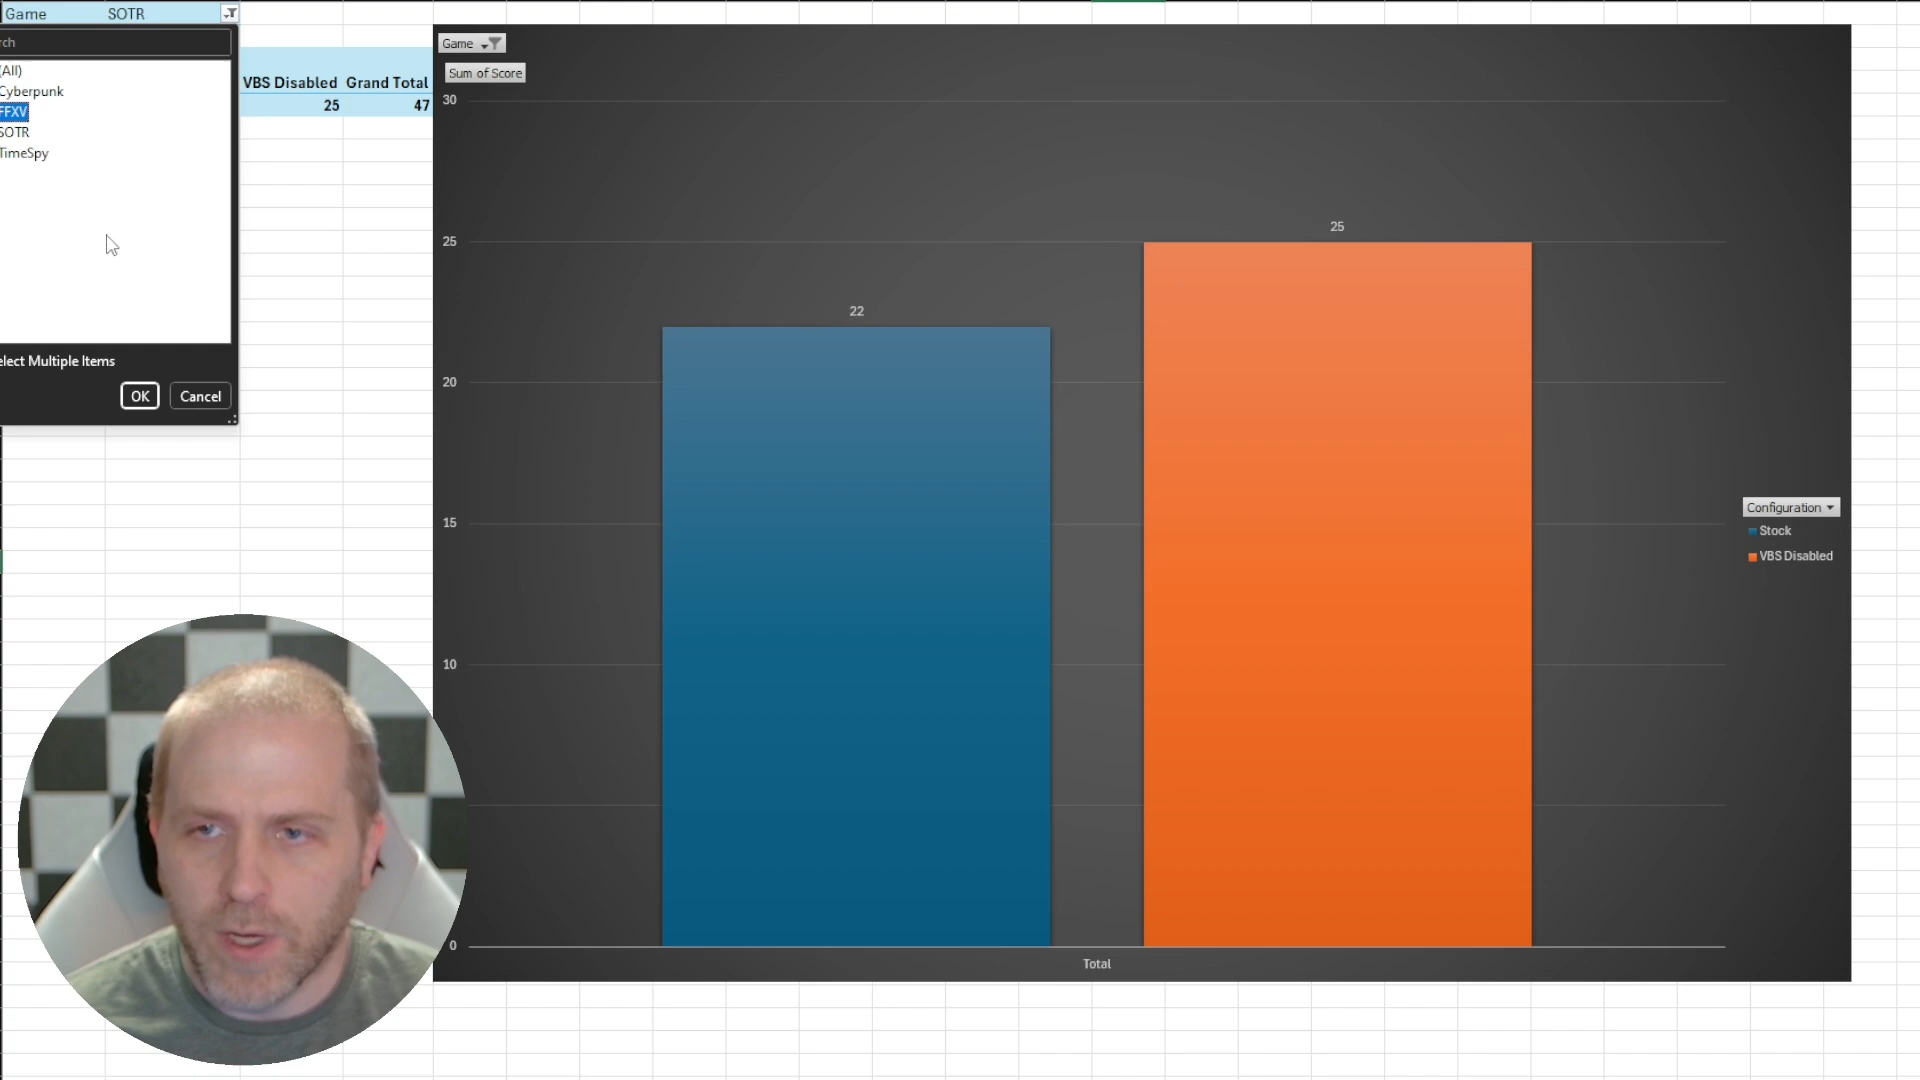 Game SOTR
rch
(All)
Cyberpunk
FFXV
SOTR
TimeSpy
elect Multiple Items
OK Cancel
VBS Disabled Grand Total
25 47
Game
Sum of Score
30
25
20
15
10
0
22
25
Total
Configuration
Stock
VBS Disabled